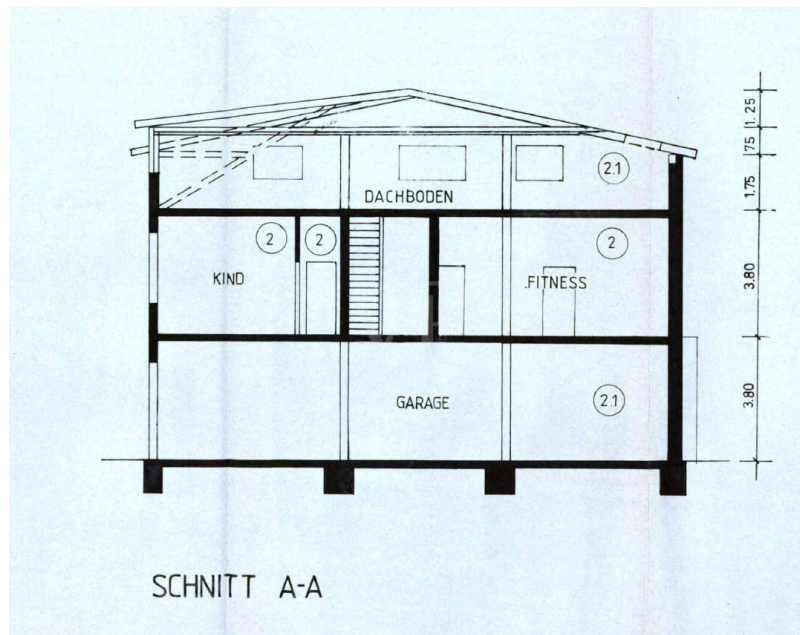 1.25
75
2.1
1.75
DACHBODEN
2
2
2
KIND
.FITNESS
3.80
GARAGE
2.1
3.80
SCHNITT A-A